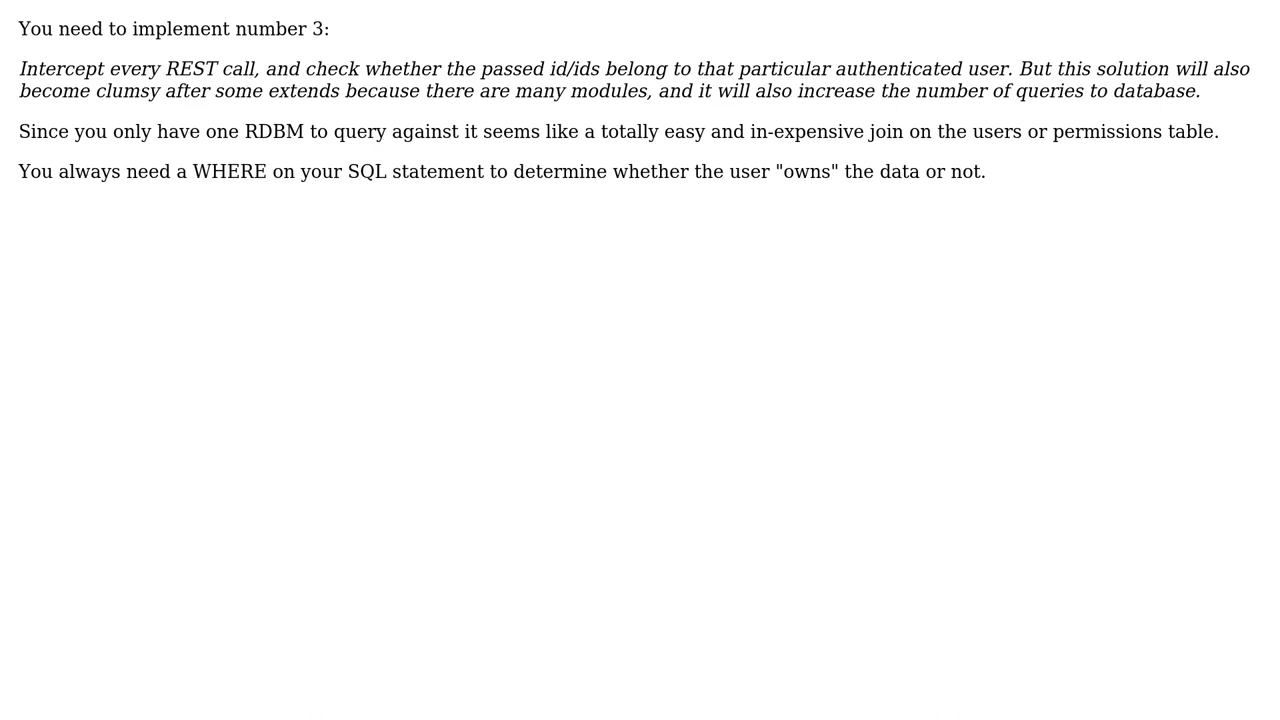 You need to implement number 3:
Intercept every REST call, and check whether the passed id/ids belong to that particular authenticated user. But this solution will also
become clumsy after some extends because there are many modules, and it will also increase the number of queries to database.
Since you only have one RDBM to query against it seems like a totally easy and in-expensive join on the users or permissions table.
You always need a WHERE on your SQL statement to determine whether the user "owns" the data or not.